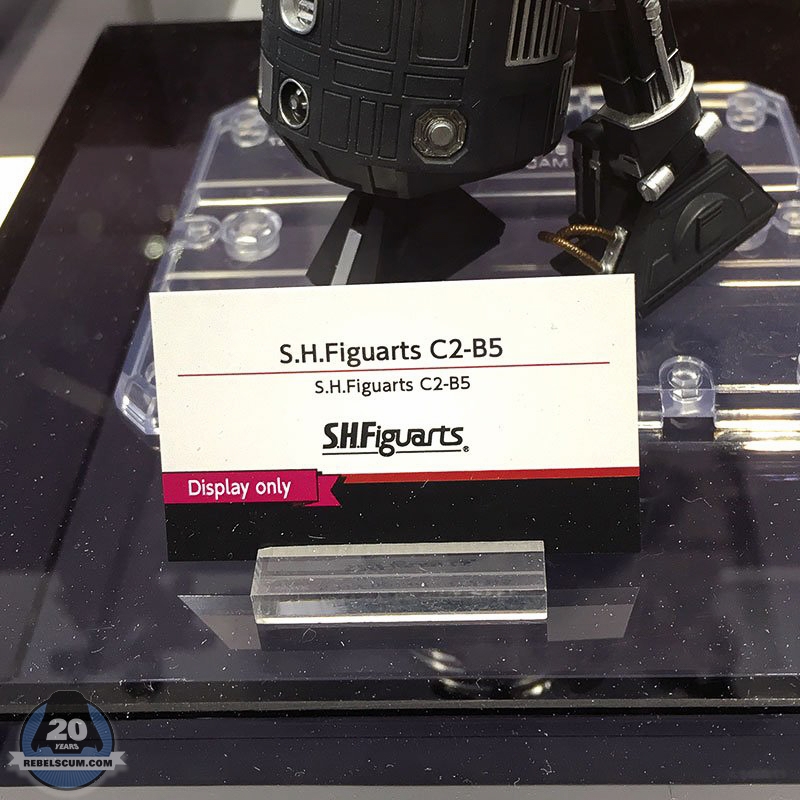 S.H.Figuarts C2-B5
S.H.Figuarts C2-B5
S.H.Figuarts®
Display only
20
YEARS
REBELSCUM.COM